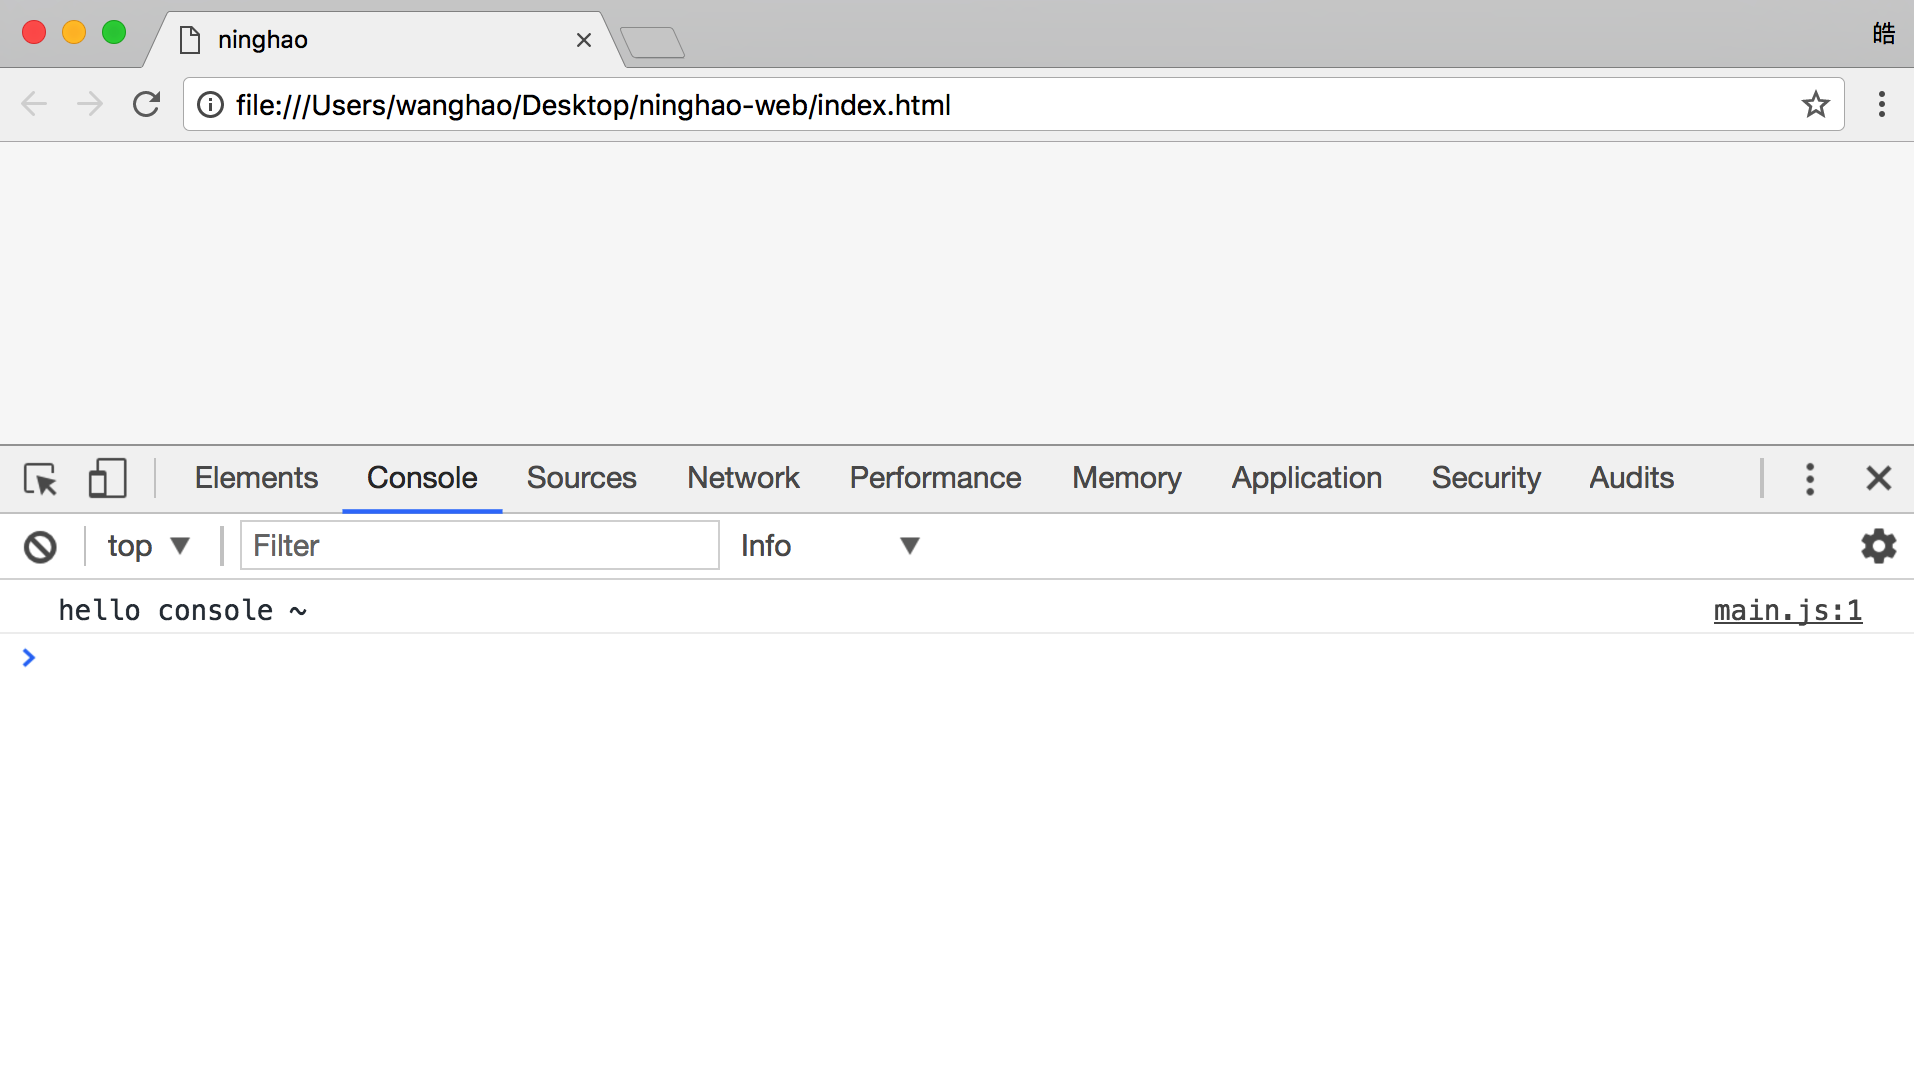 ninghao
皓
file:///Users/wanghao/Desktop/ninghao-web/index.html
Elements Console Sources Network Performance Memory Application Security Audits
top Filter Info
hello console ~ main.js:1